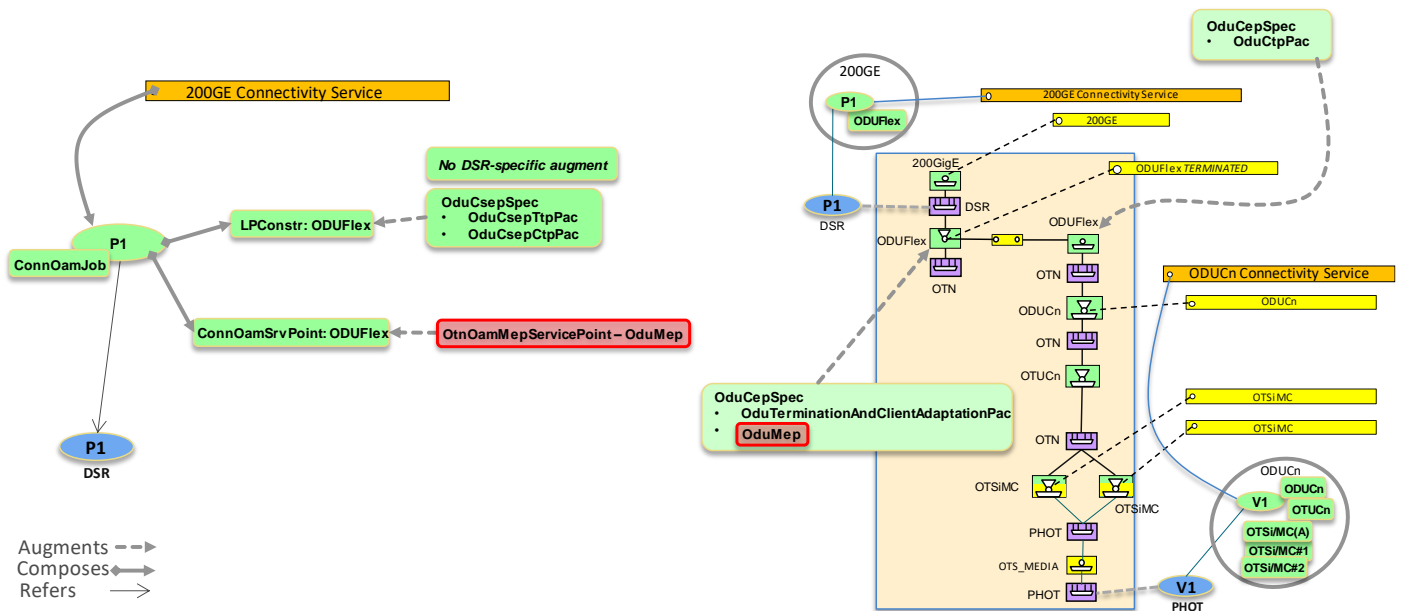 200GE Connectivity Service
No DSR-specific augment
OduCsepSpec
• OduCsepTtpPac
• OduCsepCtpPac
LPConstr: ODUFlex
P1
ConnOamJob
ConnOamSrvPoint: ODUFlex
OtnOamMepServicePoint – OduMep
P1
DSR
Augments
Composes
Refers
OduCepSpec
• OduCtpPac
200GE
P1
ODUFlex
200GE Connectivity Service
200GE
200GigE
ODUFlex TERMINATED
P1
DSR
DSR
ODUFlex
ODUFlex
OTN
OTN
ODUCn Connectivity Service
ODUCn
ODUCn
OTN
OTUCn
OduCepSpec
• OduTerminationAndClientAdaptationPac
• OduMep
OTSiMC
OTSiMC
OTN
OTSiMC
OTSiMC
ODUCn
V1
ODUCn
OTUCn
OTSi/MC(A)
OTSi/MC#1
OTSi/MC#2
PHOT
OTS_MEDIA
PHOT
V1
PHOT